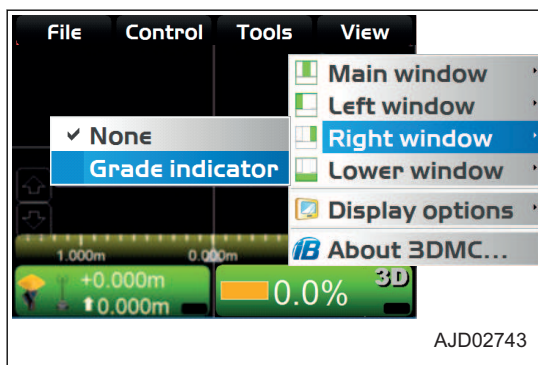 File Control Tools View
Main window
Left window
✓ None Right window
Grade indicator Lower window
Display options
1.000m 0.000m About 3DMC...
+0.000m 3D
0.000m 0.0%
AJD02743